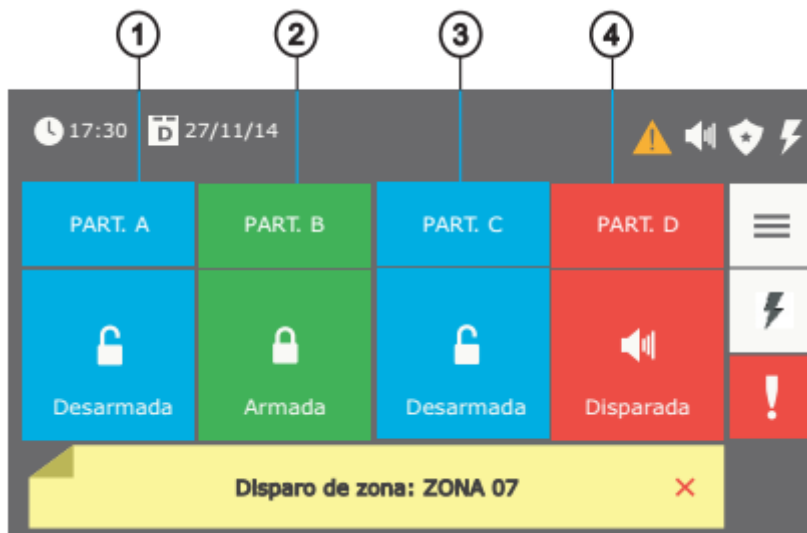 1 2 3 4
17:30 D 27/11/14
PART. A PART. B PART. C PART. D
Desarmada Armada Desarmada Disparada
Disparo de zona: ZONA 07